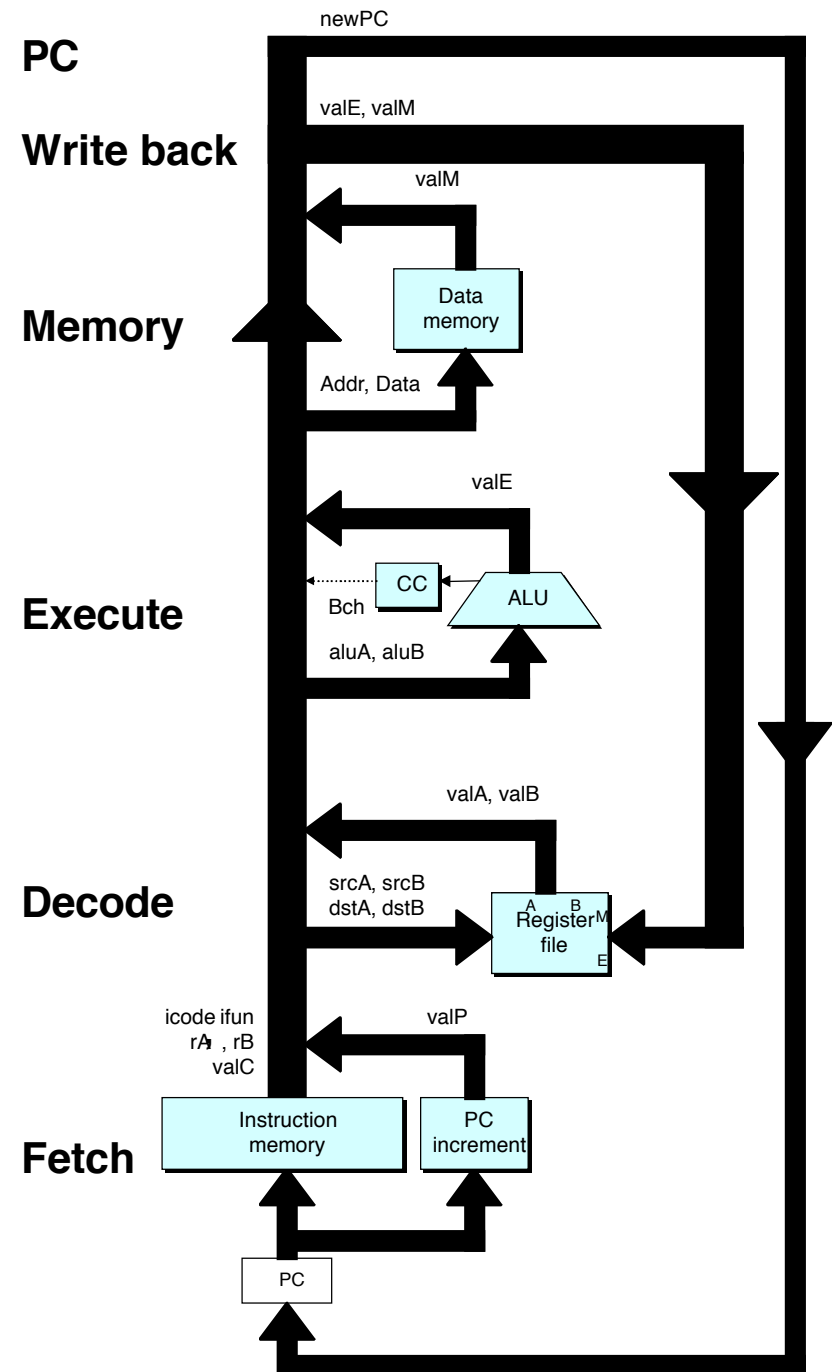 newPC
PC
valE, valM
Write back
valM
Data
memory
Memory
Addr, Data
valE
CC
ALU
Bch
Execute
aluA, aluB
valA, valB
srcA, srcB
dstA, dstB
Decode
A B
Register M
file
E
icode ifun
rA , rB
valC
valP
Instruction
memory
PC
increment
Fetch
PC